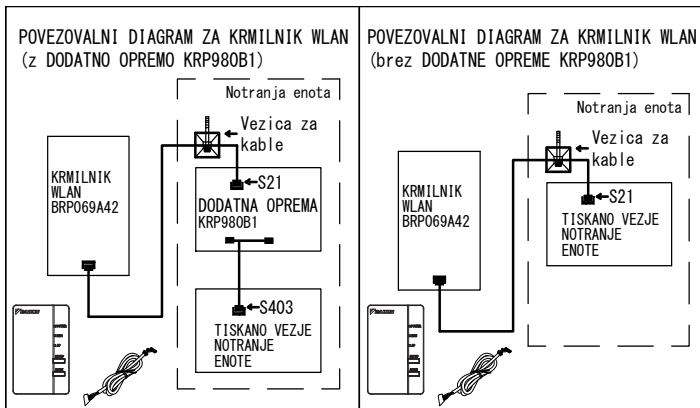 POVEZOVALNI DIAGRAM ZA KRMILNIK WLAN
(z DODATNO OPREMO KRP980B1)
Notranja enota
Vezica za
kable
KRMILNIK
WLAN
BRP069A42
S21
DODATNA OPREMA
KRP980B1
S403
TISKANO VEZJE
NOTRANJE
ENOTE
DAIKIN
POVEZOVALNI DIAGRAM ZA KRMILNIK WLAN
(brez DODATNE OPREME KRP980B1)
Notranja enota
Vezica za
kable
KRMILNIK
WLAN
BRP069A42
S21
TISKANO VEZJE
NOTRANJE
ENOTE
DAIKIN